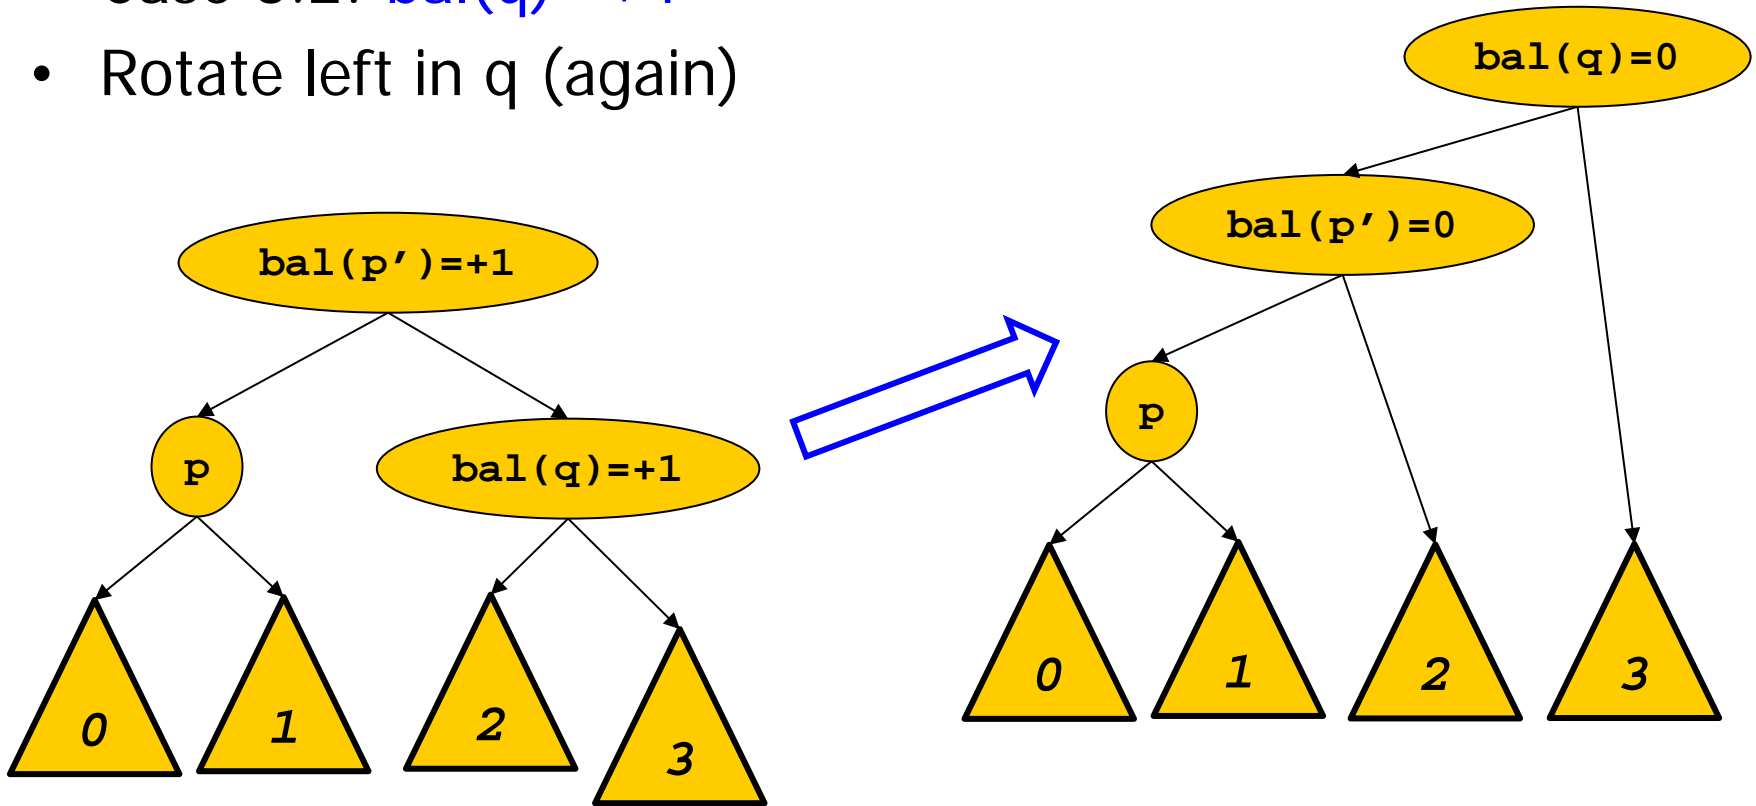 bal(q)
• Rotate left in q (again)
bal(q)=0
bal(p’)=0
bal(p’)=+1
p
p
bal(q)=+1
0
1
2
3
0
1
2
3